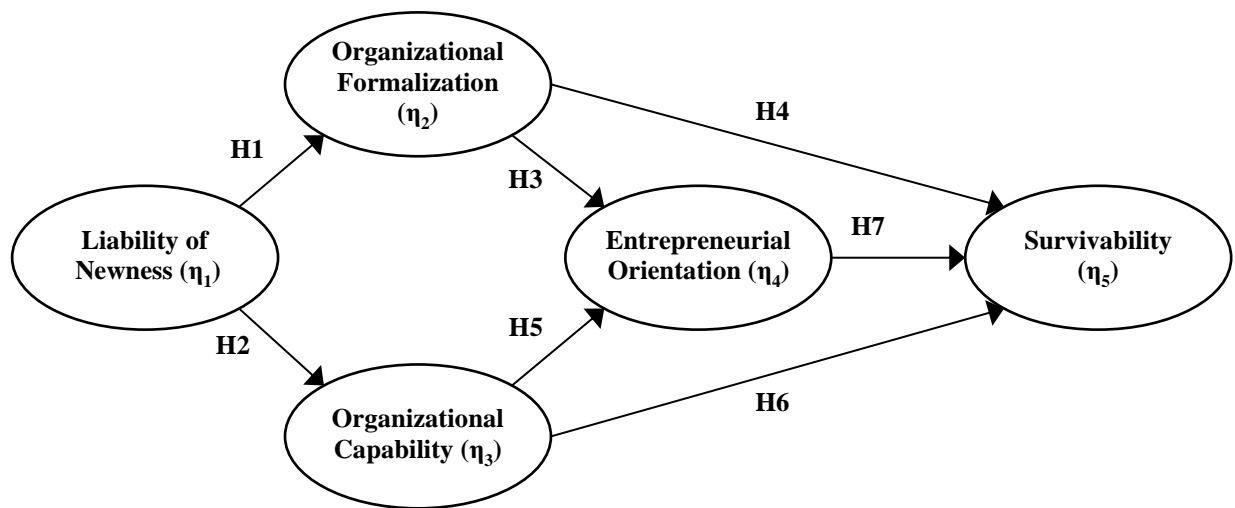 Organizational
Formalization
(η₂)
H4
H1
H3
Liability of
Newness (η₁)
Entrepreneurial
Orientation (η₄)
H7
Survivability
(η₅)
H2
H5
H6
Organizational
Capability (η₃)